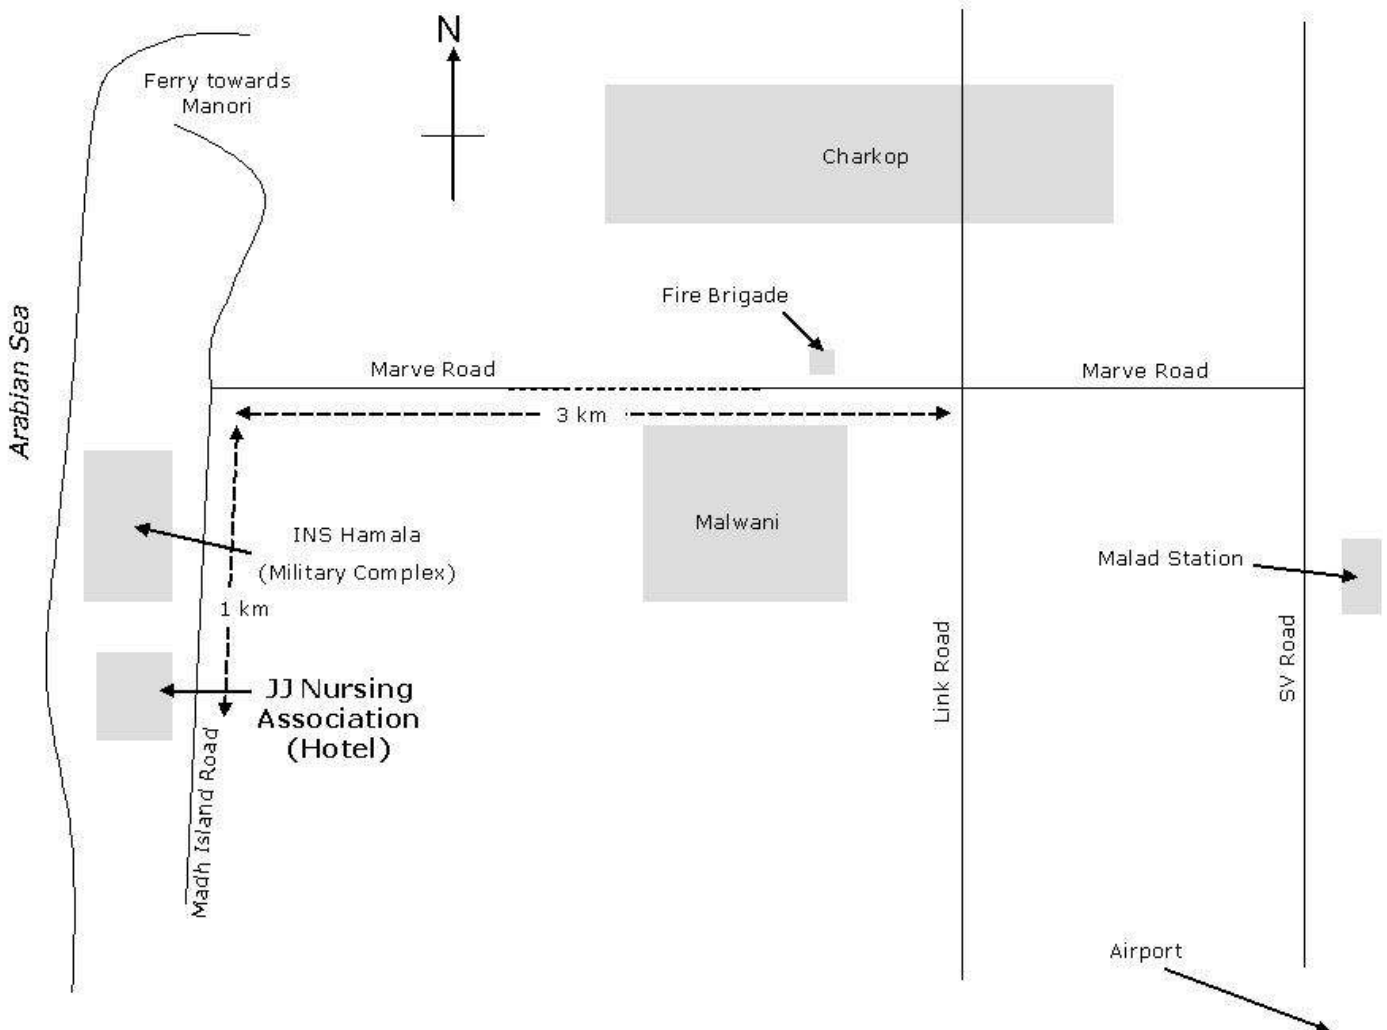 N
Ferry towards
Manori
Charkop
Fire Brigade
Arabian Sea
Marve Road
Marve Road
3 km
INS Hamala
(Military Complex)
Malwani
Malad Station
1 km
JJ Nursing
Association
(Hotel)
Link Road
SV Road
Madh Island Road
Airport